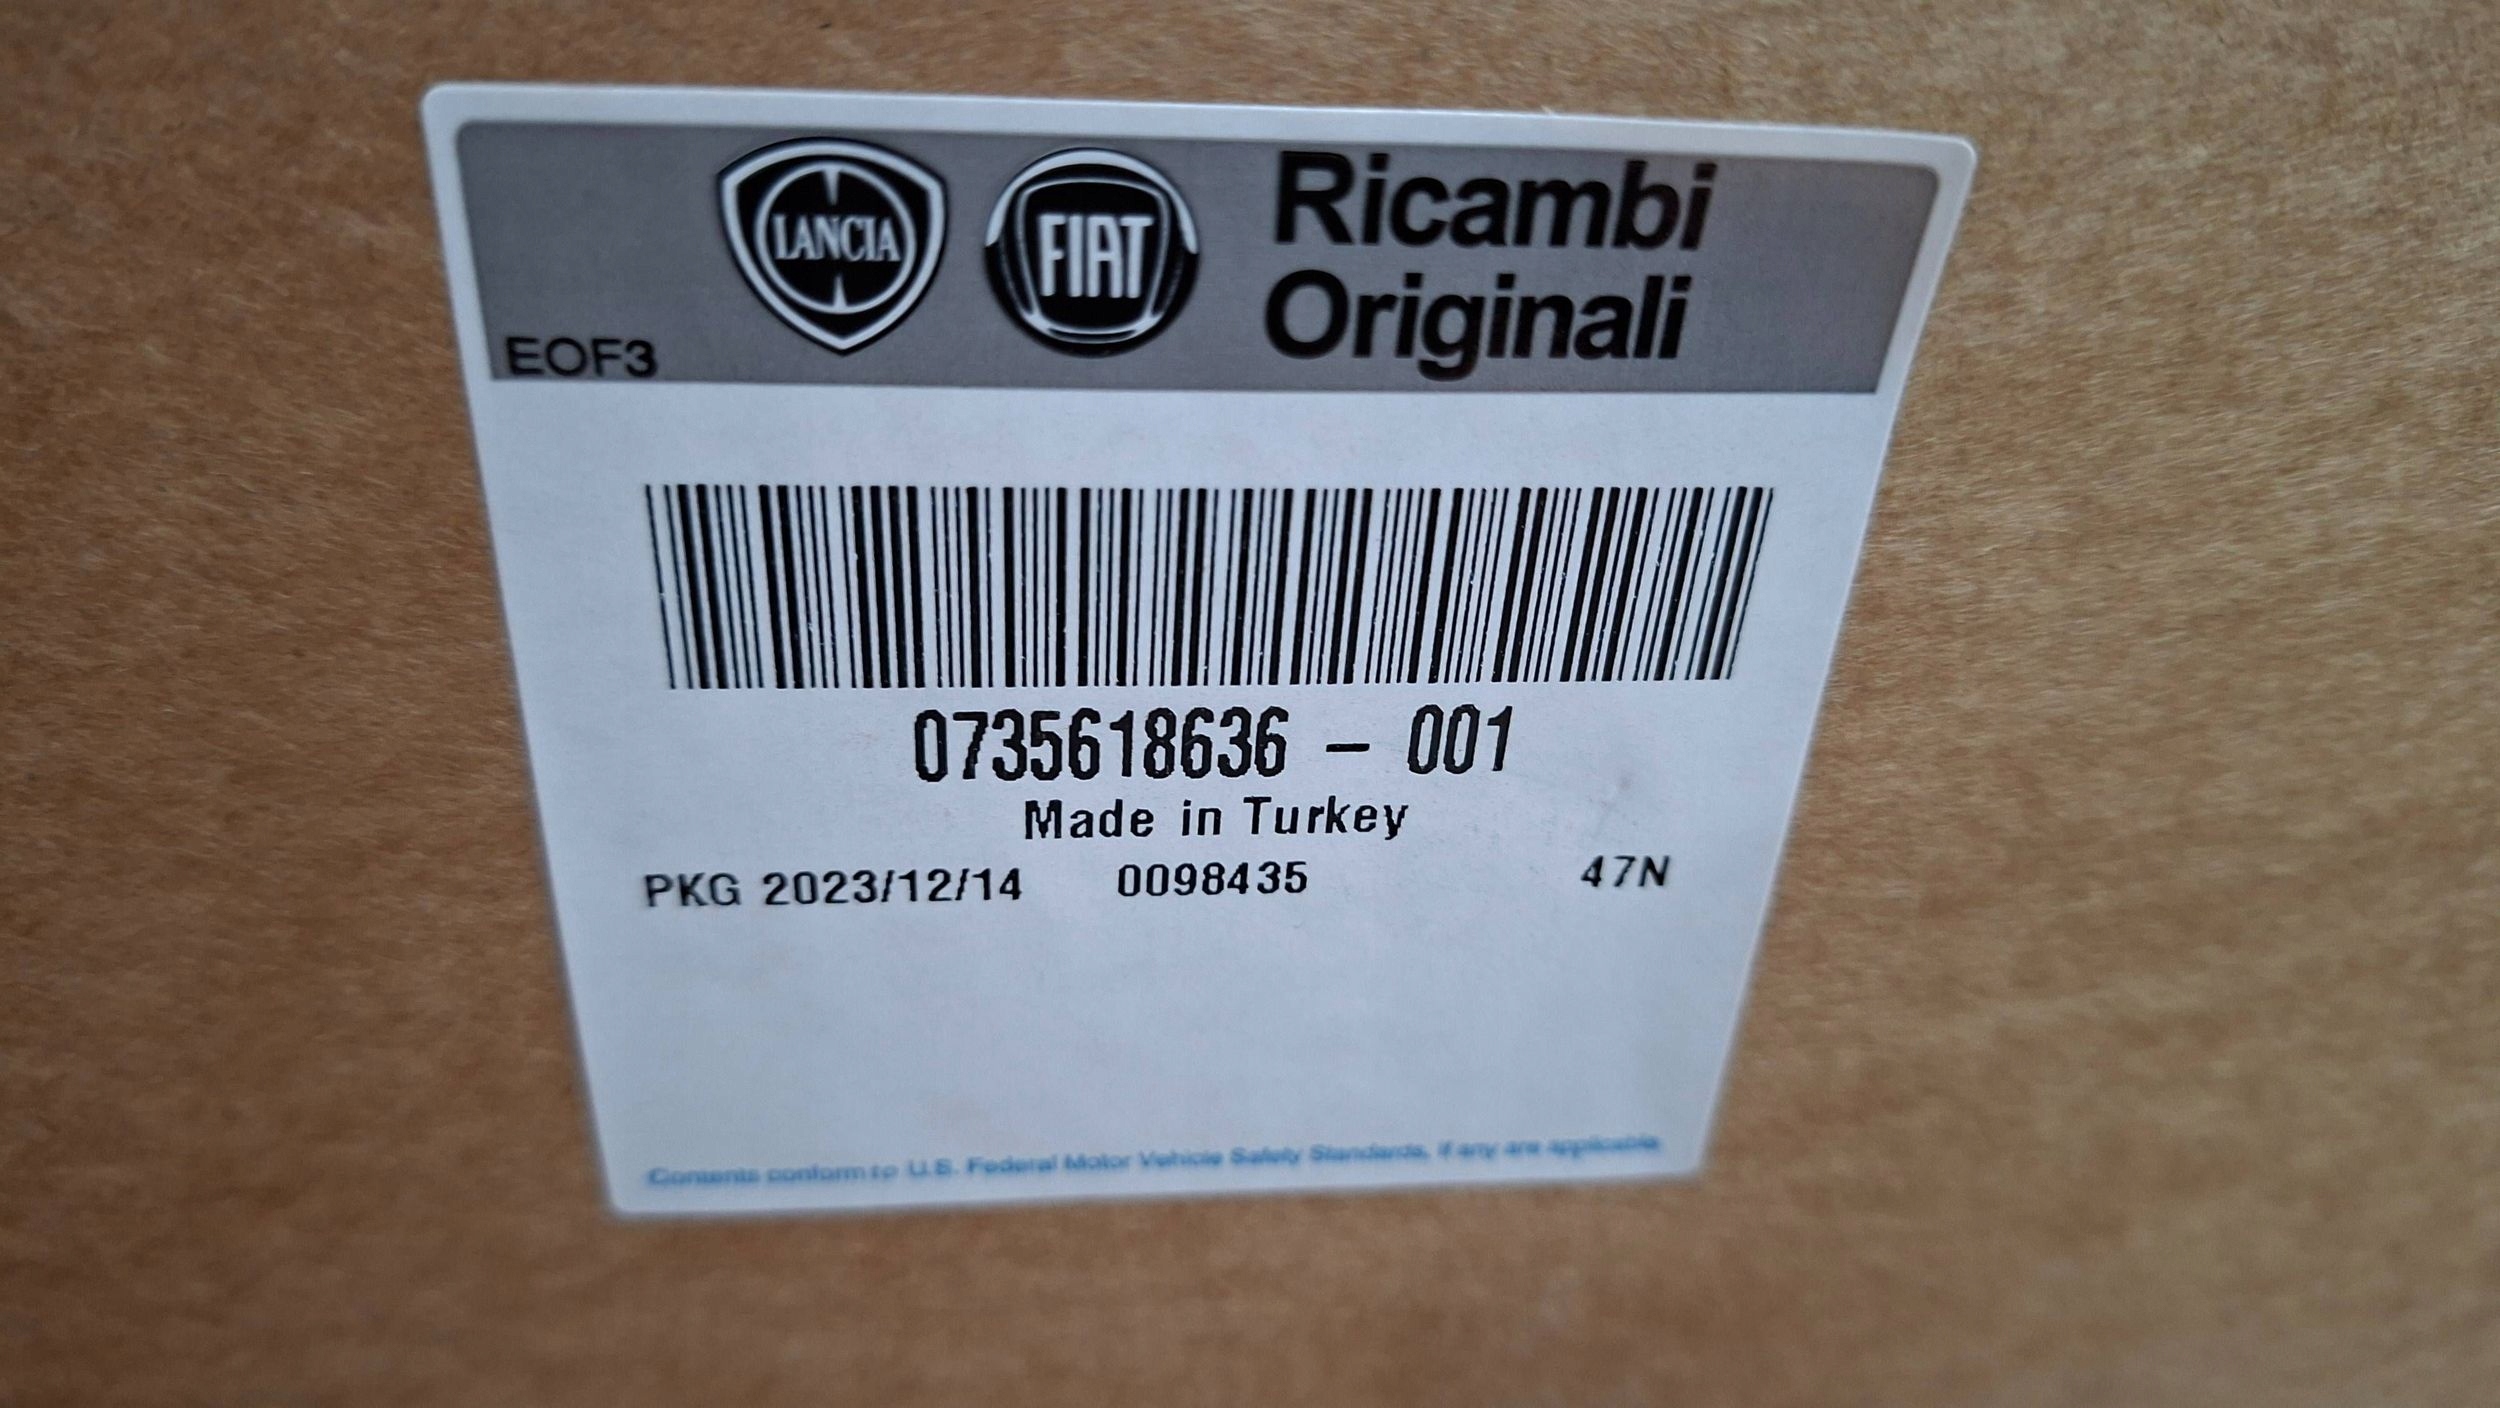 LANCIA
FIAT
Ricambi
Originali
EOF3
0735618636 - 001
Made in Turkey
PKG 2023/12/14 0098435 47N
Contents conform to U.S. Federal Motor Vehicle Safety Standards, if any are applicable.